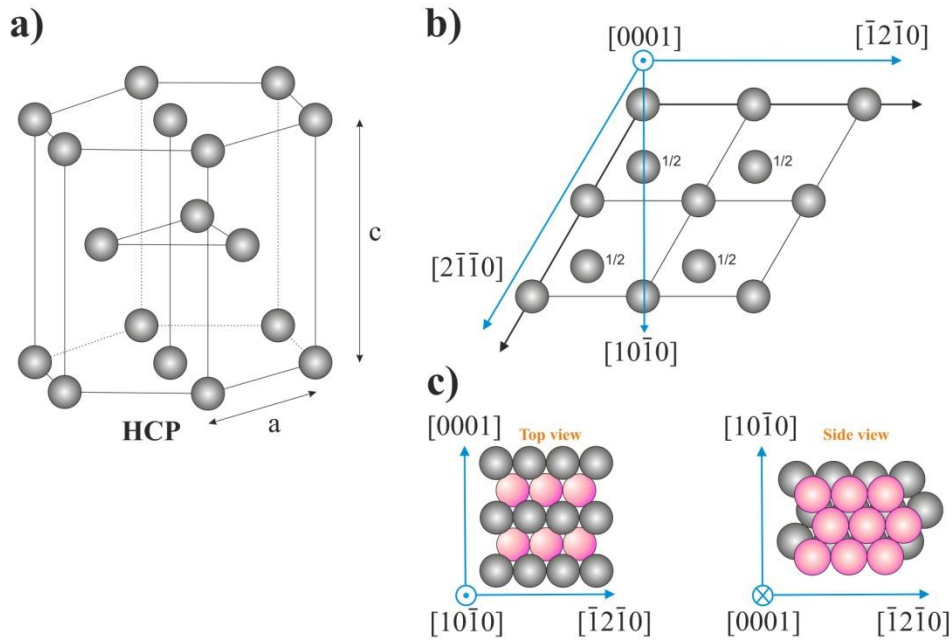 a)
c
a
HCP
b)
[0001]
[1̅21̅0]
1/2
1/2
1/2
1/2
[21̅1̅0]
[101̅0]
c)
[0001]
Top view
[101̅0]
[1̅21̅0]
[101̅0]
Side view
[0001]
[1̅21̅0]